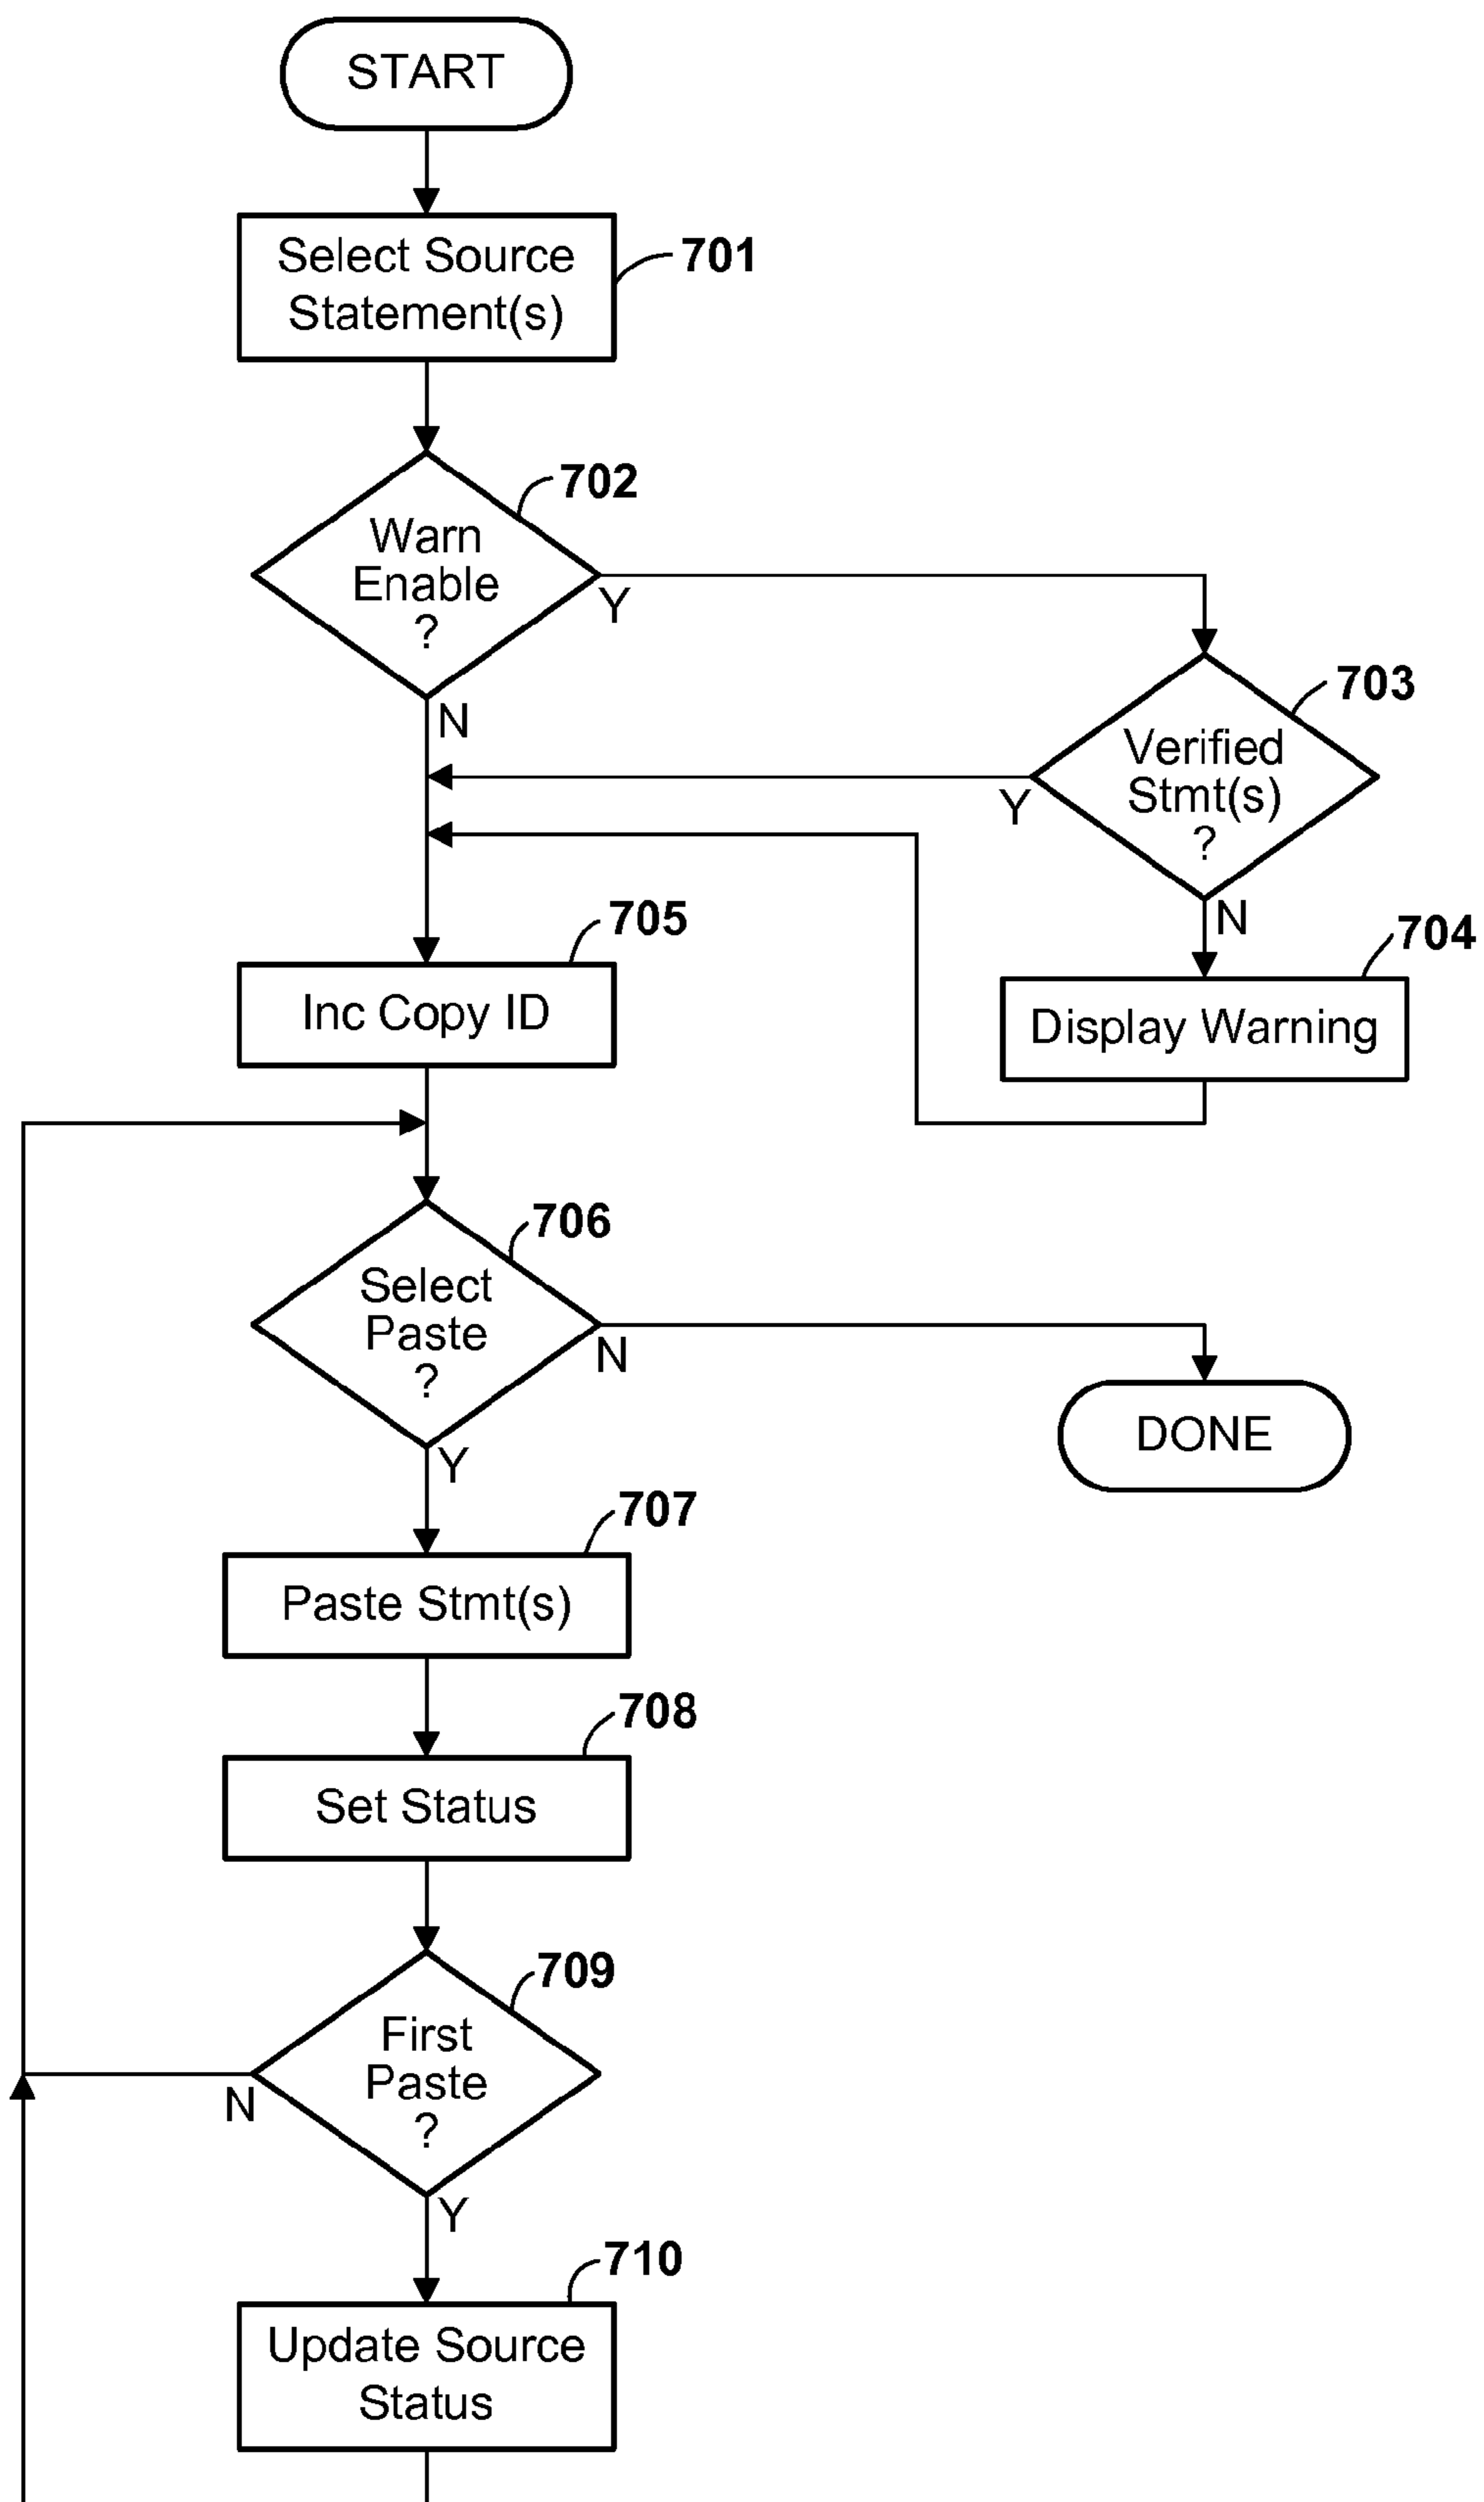 START
Select Source
Statement(s)
701
702
Warn
Enable
?
Y
N
703
Verified
Stmt(s)
?
Y
N
704
Display Warning
705
Inc Copy ID
706
Select
Paste
?
N
Y
DONE
707
Paste Stmt(s)
708
Set Status
709
First
Paste
?
N
Y
710
Update Source
Status